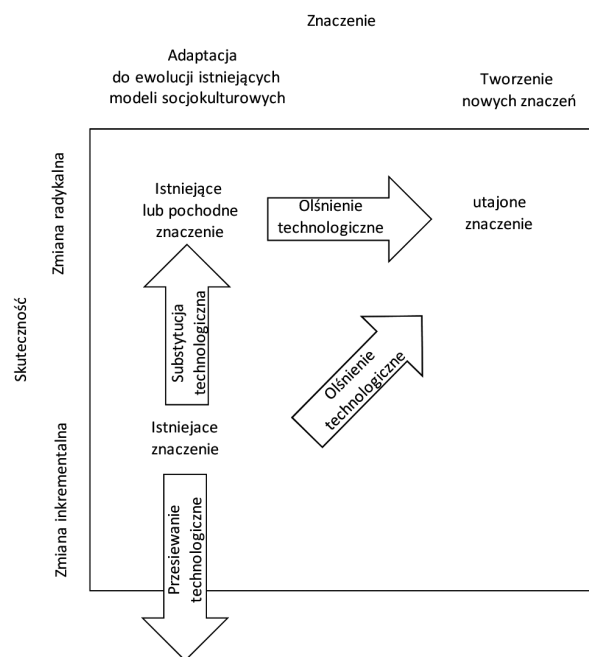 Znaczenie
Adaptacja
do ewolucji istniejących
modeli socjokulturowych
Tworzenie
nowych znaczeń
Skuteczność
Zmiana radykalna
Istniejące
lub pochodne
znaczenie
Olśnienie
technologiczne
utajone
znaczenie
Substytucja
technologiczna
Olśnienie
technologiczne
Zmiana inkrementalna
Istniejace
znaczenie
Przesiewanie
technologiczne